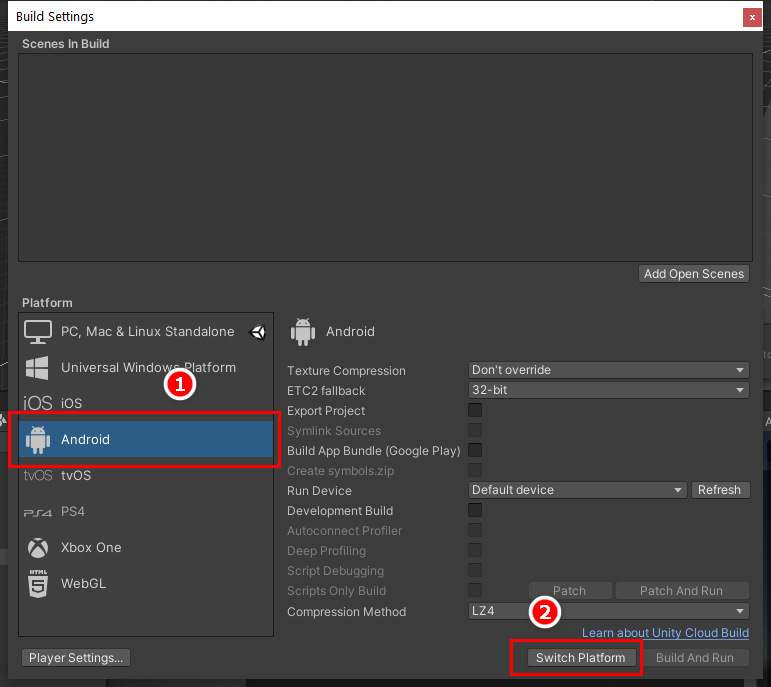 Build Settings
x
Scenes In Build
Add Open Scenes
Platform
PC, Mac & Linux Standalone
Universal Windows Platform
1
iOS iOS
Android
tvOS tvOS
PS4 PS4
Xbox One
HTML 5 WebGL
Android
Texture Compression Don't override
ETC2 fallback 32-bit
Export Project
Symlink Sources
Build App Bundle (Google Play)
Create symbols.zip
Run Device Default device Refresh
Development Build
Autoconnect Profiler
Deep Profiling
Script Debugging
Scripts Only Build Patch Patch And Run
Compression Method LZ4
2
Learn about Unity Cloud Build
Player Settings... Switch Platform Build And Run